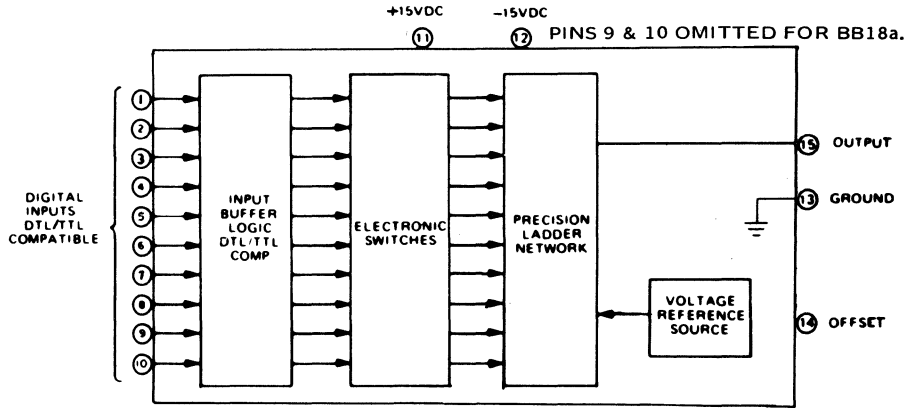 +15VDC
-15VDC
11
12
PINS 9 & 10 OMITTED FOR BB18a.
1
2
3
4
5
6
7
8
9
10
DIGITAL
INPUTS
DTL/TTL
COMPATIBLE
INPUT
BUFFER
LOGIC
DTL/TTL
COMP
ELECTRONIC
SWITCHES
PRECISION
LADDER
NETWORK
VOLTAGE
REFERENCE
SOURCE
15 OUTPUT
13 GROUND
14 OFFSET